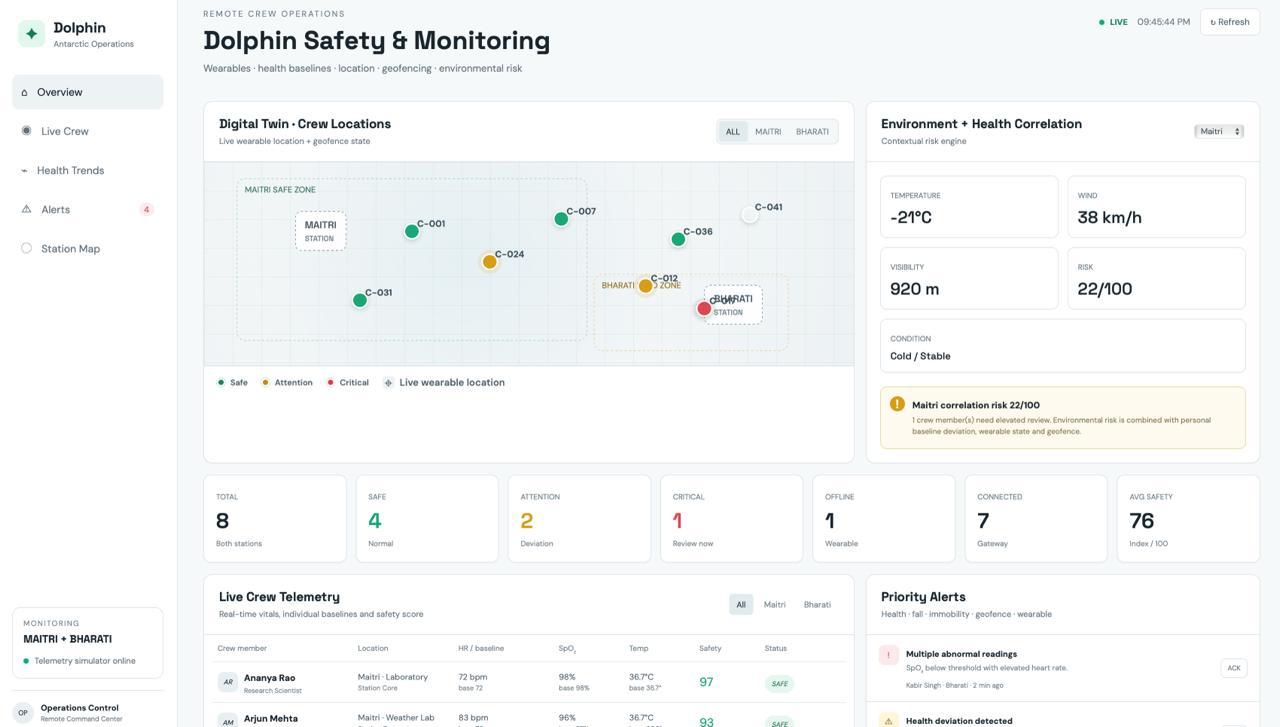 Dolphin
Antarctic Operations
Overview
Live Crew
Health Trends
Alerts
4
Station Map
MONITORING
MAITRI + BHARATI
Telemetry simulator online
OP
Operations Control
Remote Command Center
REMOTE CREW OPERATIONS
Dolphin Safety & Monitoring
Wearables · health baselines · location · geofencing · environmental risk
LIVE
09:45:44 PM
↻ Refresh
Digital Twin · Crew Locations
Live wearable location + geofence state
ALL
MAITRI
BHARATI
MAITRI SAFE ZONE
MAITRI
STATION
C-001
C-007
C-041
C-036
C-024
C-012
C-031
BHARATI
ZONE
BHARATI
STATION
Safe
Attention
Critical
Live wearable location
Environment + Health Correlation
Contextual risk engine
Maitri
TEMPERATURE
-21°C
WIND
38 km/h
VISIBILITY
920 m
RISK
22/100
CONDITION
Cold / Stable
!
Maitri correlation risk 22/100
1 crew member(s) need elevated review. Environmental risk is combined with personal
baseline deviation, wearable state and geofence.
TOTAL
8
Both stations
SAFE
4
Normal
ATTENTION
2
Deviation
CRITICAL
1
Review now
OFFLINE
1
Wearable
CONNECTED
7
Gateway
AVG SAFETY
76
Index / 100
Live Crew Telemetry
Real-time vitals, individual baselines and safety score
All
Maitri
Bharati
Crew member
Location
HR / baseline
SpO₂
Temp
Safety
Status
AR
Ananya Rao
Research Scientist
Maitri · Laboratory
Station Core
72 bpm
base 72
98%
base 98%
36.7°C
base 36.7°
97
SAFE
AM
Arjun Mehta
Maitri · Weather Lab
83 bpm
96%
36.7°C
93
SAFE
Priority Alerts
Health · fall · immobility · geofence · wearable
!
Multiple abnormal readings
SpO₂ below threshold with elevated heart rate.
Kabir Singh · Bharati · 2 min ago
ACK
Health deviation detected